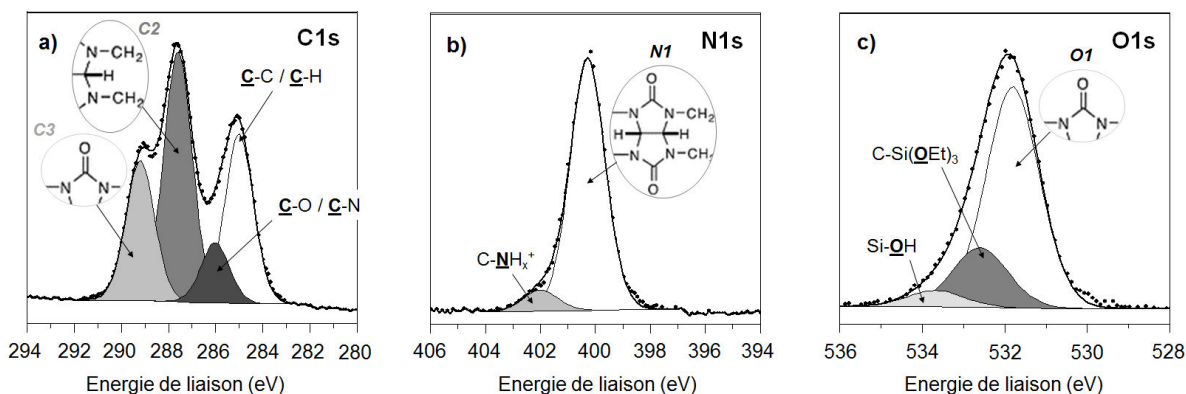 a)
C2
C1s
N—CH2
H
N—CH2
C-C / C-H
C3
O
N N
C-O / C-N
294 292 290 288 286 284 282 280
Energie de liaison (eV)
b)
N1s
N1
O
N N—CH2
H H
N N—CH2
O
C-NHx+
406 404 402 400 398 396 394
Energie de liaison (eV)
c)
O1s
O1
O
N N
C-Si(OEt)3
Si-OH
536 534 532 530 528
Energie de liaison (eV)